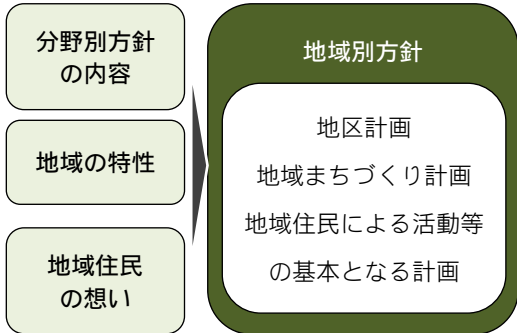 分野別方針
の内容
地域の特性
地域住民
の想い
地域別方針
地区計画
地域まちづくり計画
地域住民による活動等
の基本となる計画